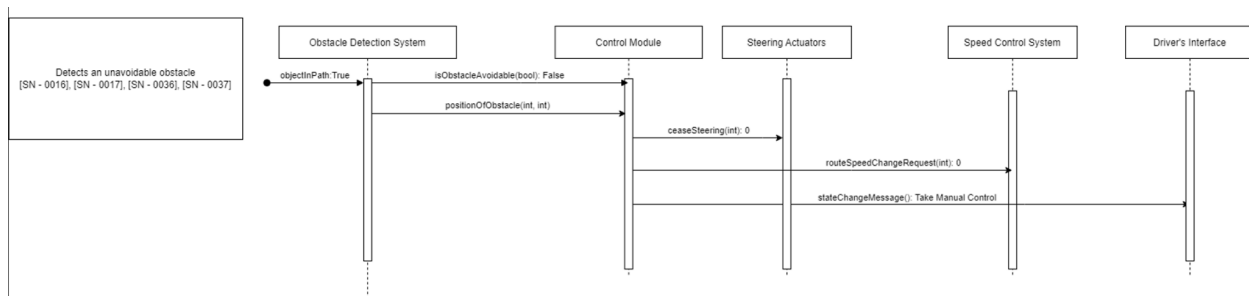 Obstacle Detection System
Control Module
Steering Actuators
Speed Control System
Driver's Interface
Detects an unavoidable obstacle
[SN - 0016], [SN - 0017], [SN - 0036], [SN - 0037]
objectInPath:True
isObstacleAvoidable(bool): False
positionOfObstacle(int, int)
ceaseSteering(int): 0
routeSpeedChangeRequest(int): 0
stateChangeMessage(): Take Manual Control